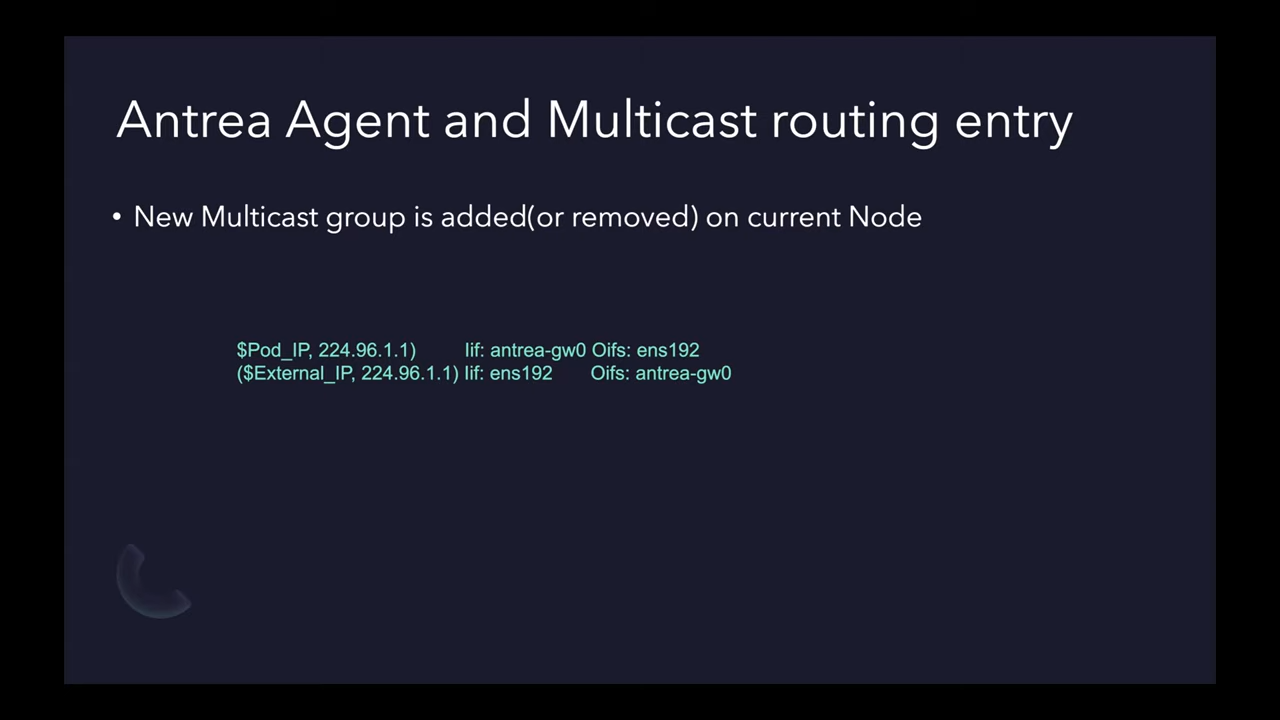 Antrea Agent and Multicast routing entry
• New Multicast group is added(or removed) on current Node
$Pod_IP, 224.96.1.1) Iif: antrea-gw0 Oifs: ens192
($External_IP, 224.96.1.1) Iif: ens192 Oifs: antrea-gw0